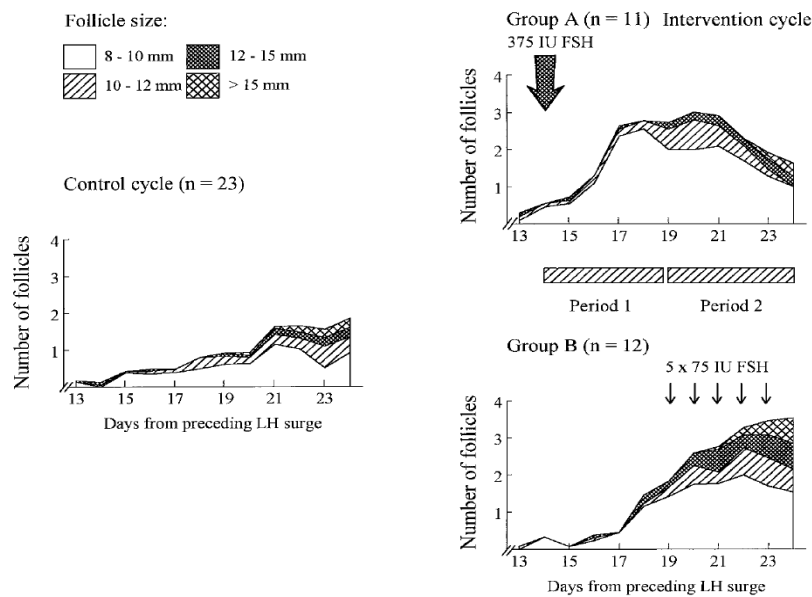 Follicle size:
8 - 10 mm
12 - 15 mm
10 - 12 mm
> 15 mm
Control cycle (n = 23)
Number of follicles
4
3
2
1
13 15 17 19 21 23
Days from preceding LH surge
Group A (n = 11) Intervention cycle
375 IU FSH
Number of follicles
4
3
2
1
13 15 17 19 21 23
Period 1 Period 2
Group B (n = 12)
5 x 75 IU FSH
Number of follicles
4
3
2
1
13 15 17 19 21 23
Days from preceding LH surge